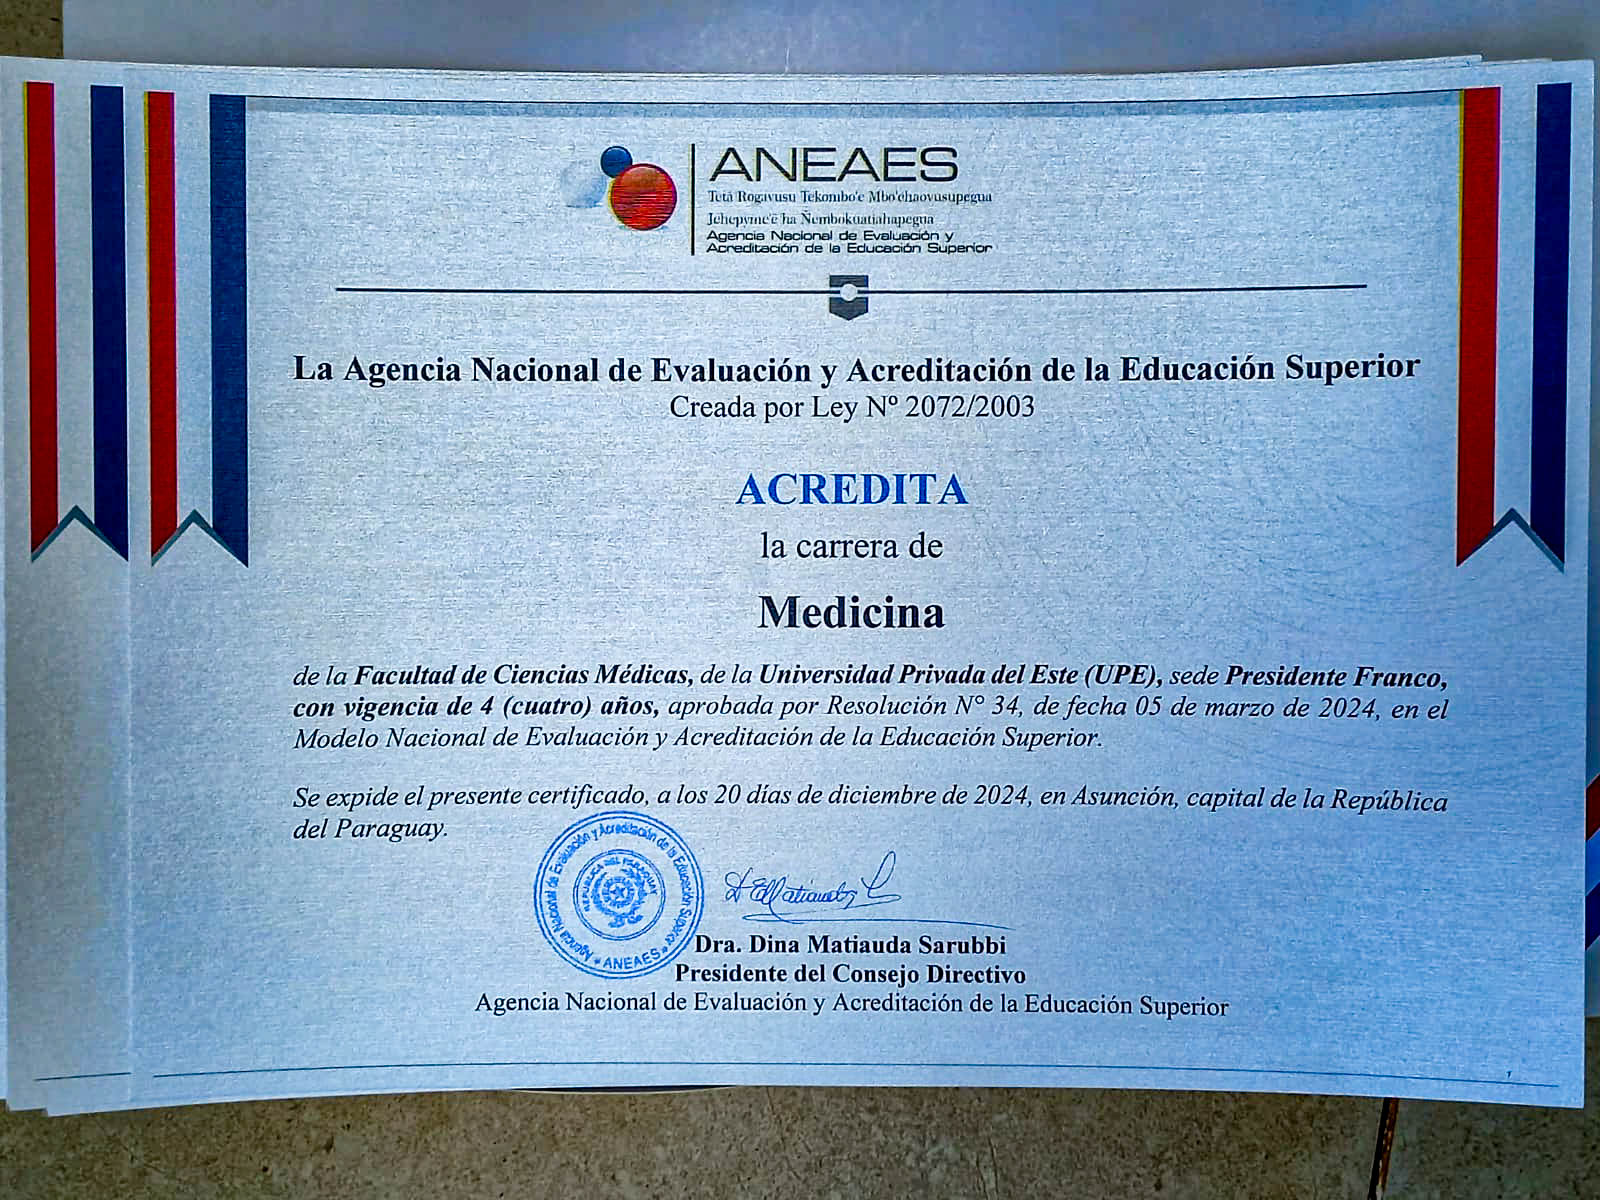 ANEAES
Tetã Rogavusu Tekombo'e Mbo'ehaovusupegua
Jehepyme'ẽ ha Ñembokuatiahapegua
Agencia Nacional de Evaluación y
Acreditación de la Educación Superior
La Agencia Nacional de Evaluación y Acreditación de la Educación Superior
Creada por Ley Nº 2072/2003
ACREDITA
la carrera de
Medicina
de la Facultad de Ciencias Médicas, de la Universidad Privada del Este (UPE), sede Presidente Franco,
con vigencia de 4 (cuatro) años, aprobada por Resolución N° 34, de fecha 05 de marzo de 2024, en el
Modelo Nacional de Evaluación y Acreditación de la Educación Superior.
Se expide el presente certificado, a los 20 días de diciembre de 2024, en Asunción, capital de la República
del Paraguay.
Agencia Nacional de Evaluación y Acreditación de la Educación Superior
REPUBLICA DEL PARAGUAY
ANEAES
Dra. Dina Matiauda Sarubbi
Presidente del Consejo Directivo
Agencia Nacional de Evaluación y Acreditación de la Educación Superior